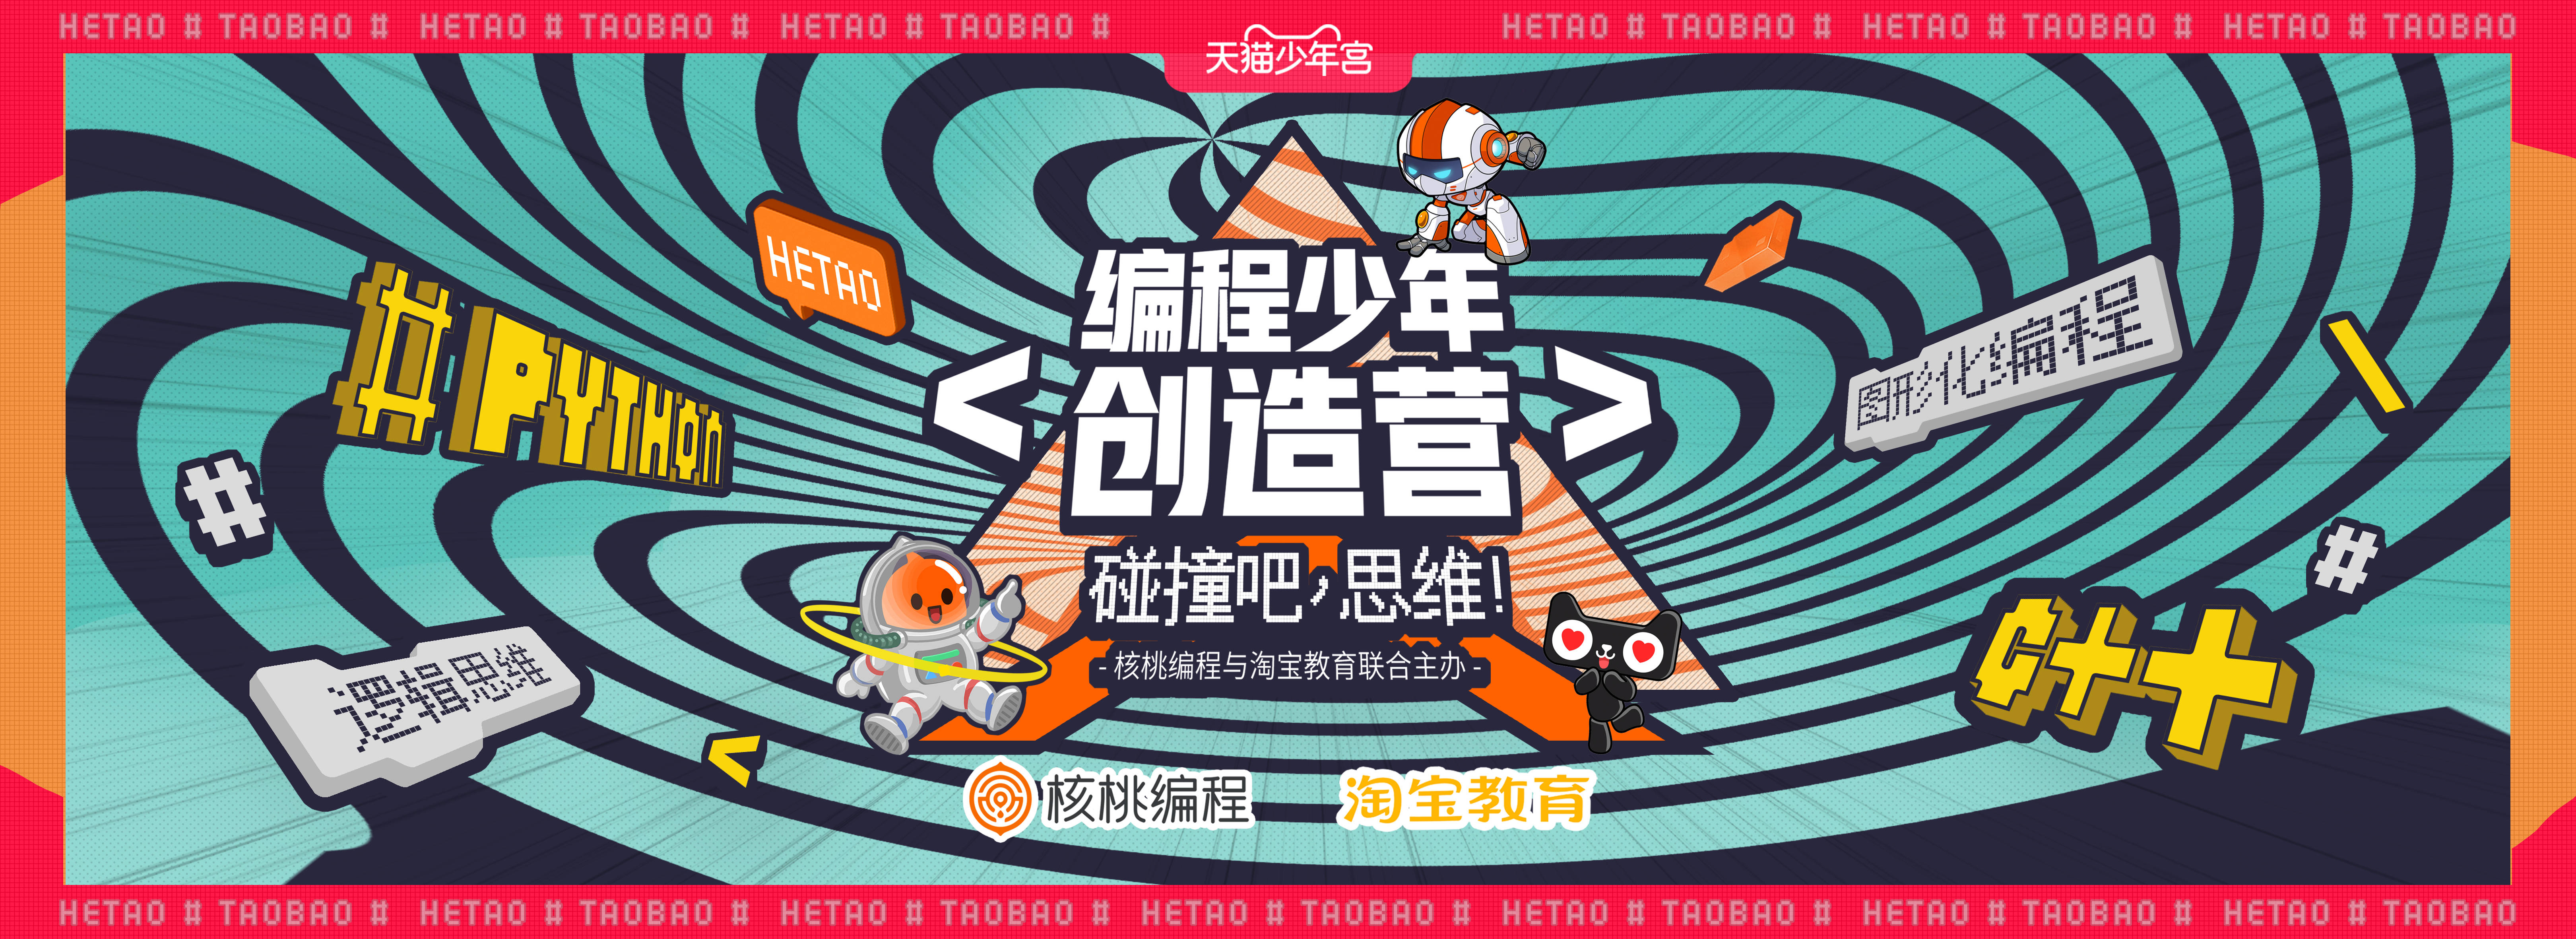 HETAO # TAOBAO # HETAO # TAOBAO # HETAO # TAOBAO #
HETAO # TAOBAO # HETAO # TAOBAO # HETAO # TAOBAO
天猫少年宫
HETAO
#PYTHON
编程少年
<创造营>
图形化编程
\
#
碰撞吧，思维!
#
C++
-核桃编程与淘宝教育联合主办-
逻辑思维
<
核桃编程
淘宝教育
HETAO # TAOBAO # HETAO # TAOBAO # HETAO # TAOBAO # HETAO # TAOBAO # HETAO # TAOBAO # HETAO # TAOBAO # HETAO # TAOBAO